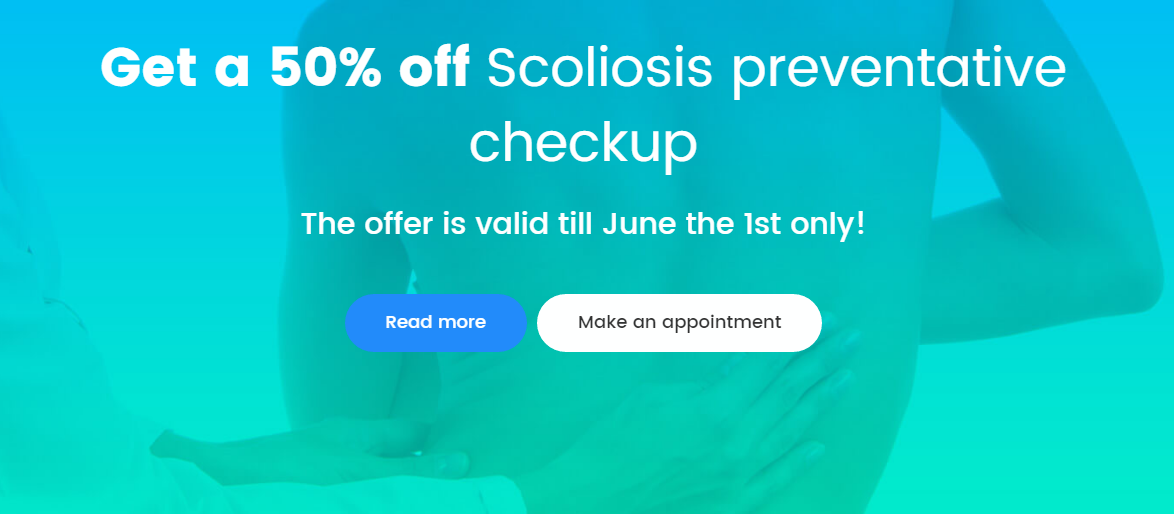 Get a 50% off Scoliosis preventative
checkup
The offer is valid till June the 1st only!
Read more
Make an appointment